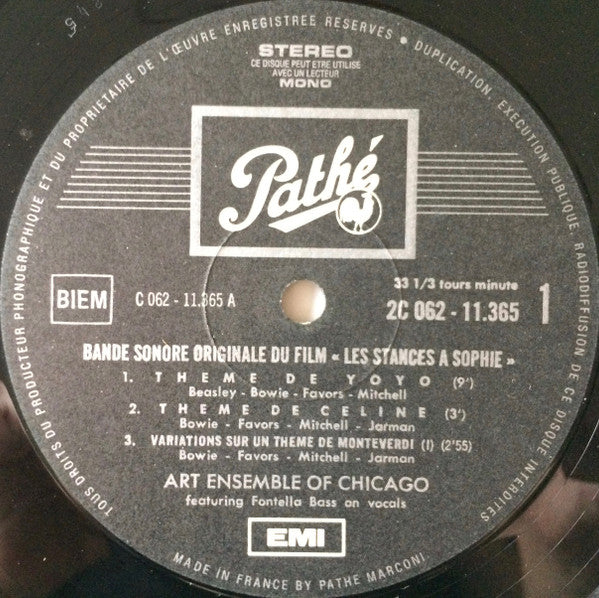 TOUS DROITS DU PRODUCTEUR PHONOGRAPHIQUE ET DU PROPRIETAIRE DE L'ŒUVRE ENREGISTREE RESERVES • DUPLICATION, EXECUTION PUBLIQUE, RADIODIFFUSION DE CE DISQUE INTERDITES
STEREO
CE DISQUE PEUT ETRE UTILISE
AVEC UN LECTEUR
MONO
Pathé
BIEM
C 062 - 11.365 A
33 1/3 tours minute
2C 062 - 11.365
1
BANDE SONORE ORIGINALE DU FILM « LES STANCES A SOPHIE »
1. THEME DE YOYO (9')
Beasley - Bowie - Favors - Mitchell
2. THEME DE CELINE (3')
Bowie - Favors - Mitchell - Jarman
3. VARIATIONS SUR UN THEME DE MONTEVERDI (I) (2'55)
Bowie - Favors - Mitchell - Jarman
ART ENSEMBLE OF CHICAGO
featuring Fontella Bass on vocals
EMI
MADE IN FRANCE BY PATHE MARCONI